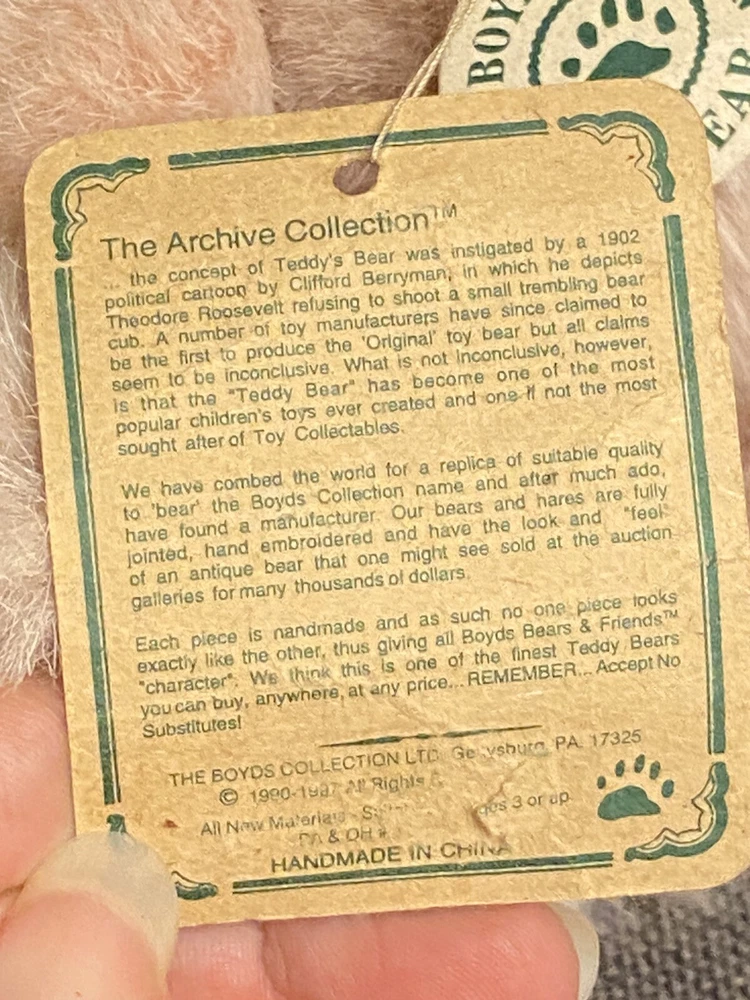 BOY
EAR
The Archive Collection™
... the concept of Teddy's Bear was instigated by a 1902
political cartoon by Clifford Berryman; in which he depicts
Theodore Roosevelt refusing to shoot a small trembling bear
cub. A number of toy manufacturers have since claimed to
be the first to produce the 'Original' toy bear but all claims
seem to be inconclusive. What is not inconclusive, however,
is that the "Teddy Bear" has become one of the most
popular children's toys ever created and one if not the most
sought after of Toy Collectables.
We have combed the world for a replica of suitable quality
to 'bear' the Boyds Collection name and after much ado,
have found a manufacturer. Our bears and hares are fully
jointed, hand embroidered and have the look and "feel"
of an antique bear that one might see sold at the auction
galleries for many thousands of dollars.
Each piece is handmade and as such no one piece looks
exactly like the other, thus giving all Boyds Bears & Friends™
"character". We think this is one of the finest Teddy Bears
you can buy, anywhere, at any price... REMEMBER... Accept No
Substitutes!
THE BOYDS COLLECTION LTD. Gettysburg, PA. 17325
© 1990-1997 All Rights
All New Materials - ages 3 or up
PA & OH #
HANDMADE IN CHINA